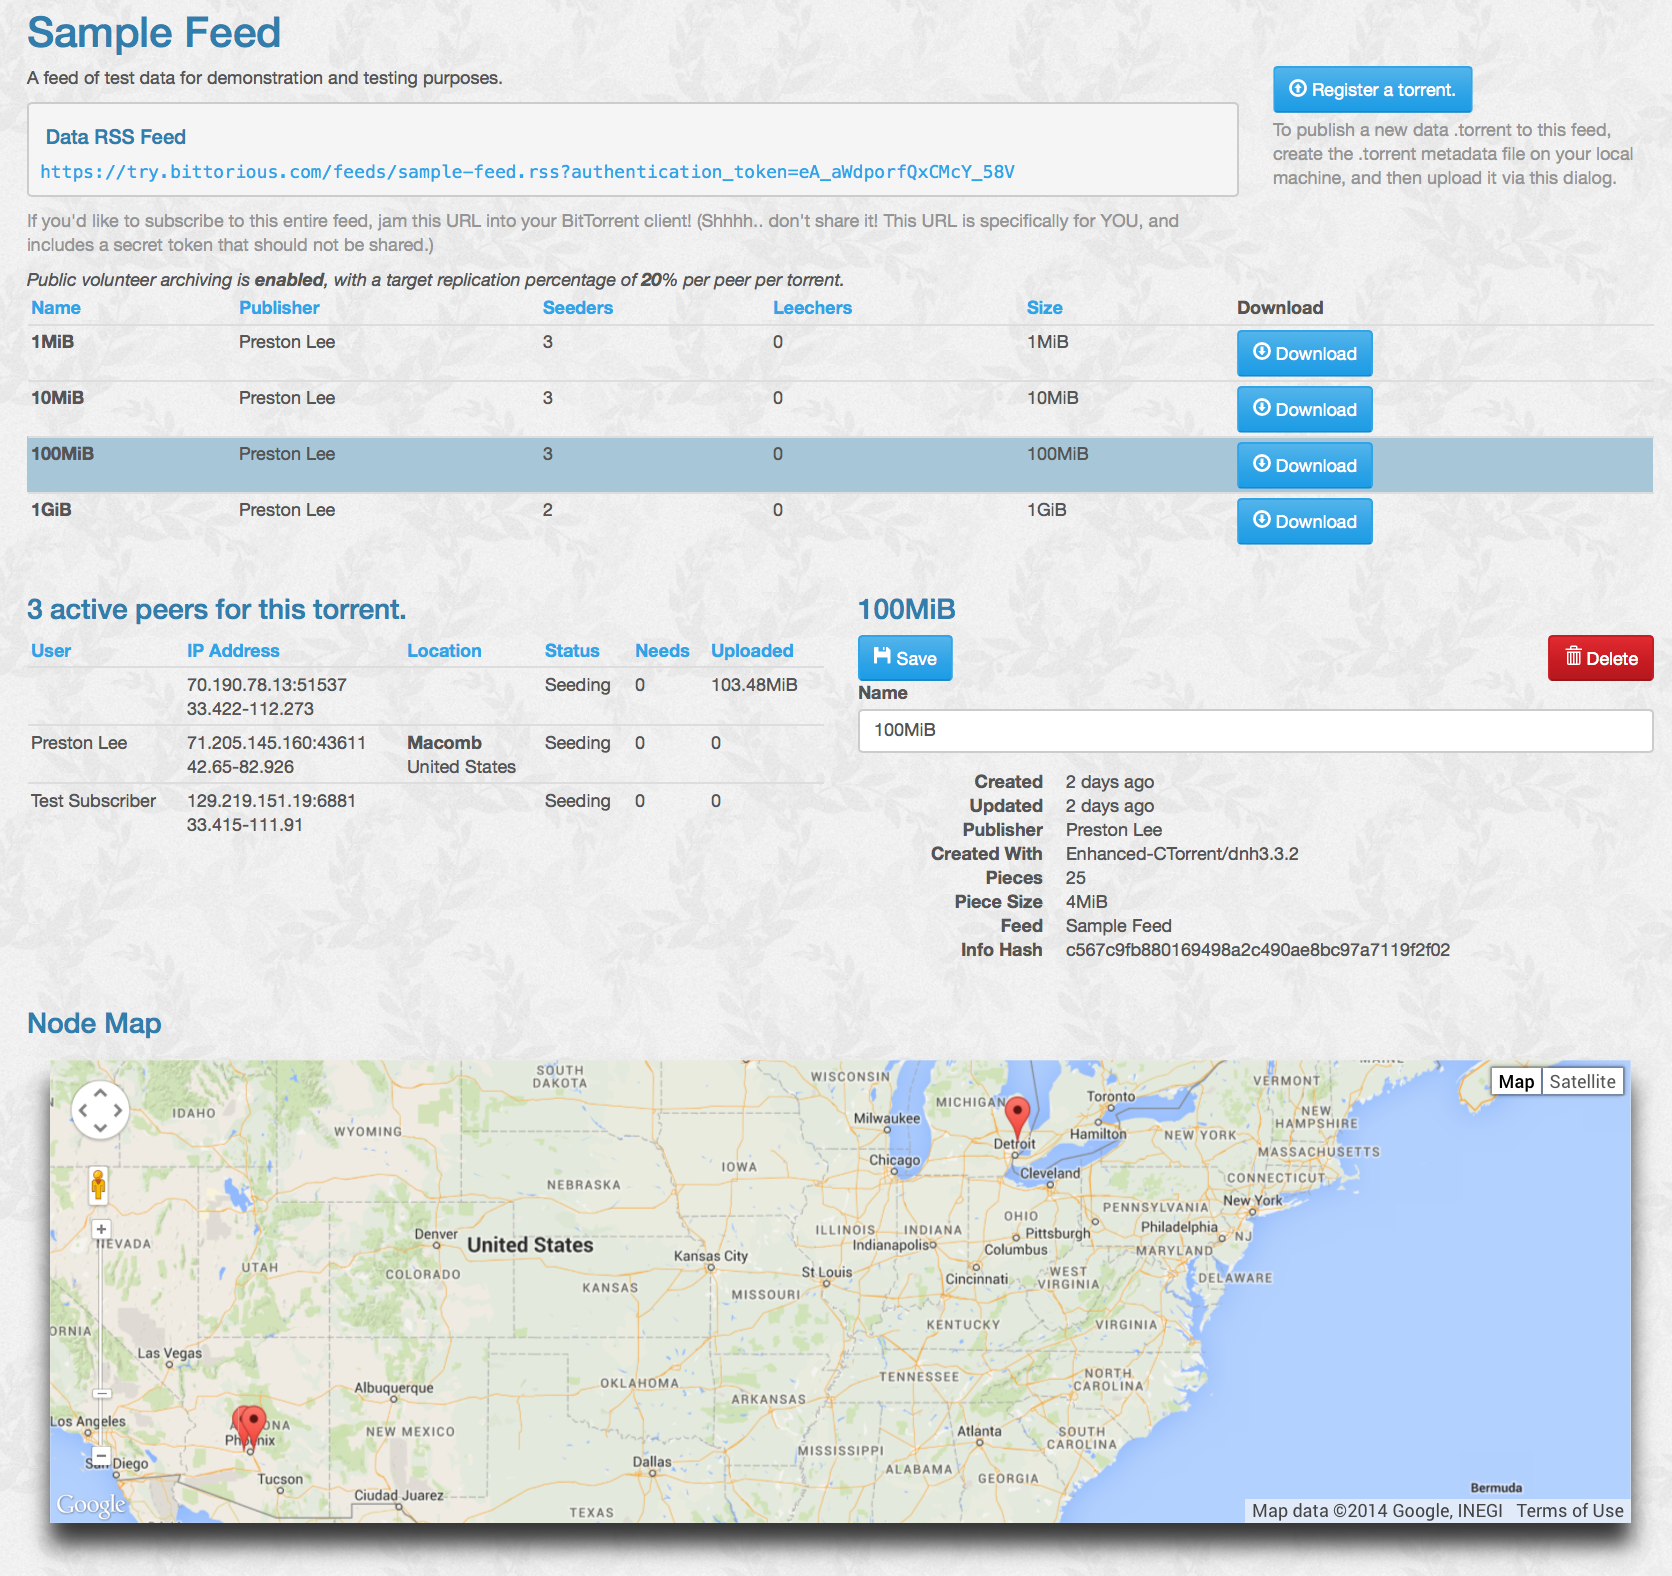 Sample Feed
A feed of test data for demonstration and testing purposes.
Register a torrent.
To publish a new data .torrent to this feed,
create the .torrent metadata file on your local
machine, and then upload it via this dialog.
Data RSS Feed
https://try.bittorious.com/feeds/sample-feed.rss?authentication_token=eA_aWdporfQxCMcY_58V
If you'd like to subscribe to this entire feed, jam this URL into your BitTorrent client! (Shhhh.. don't share it! This URL is specifically for YOU, and
includes a secret token that should not be shared.)
Public volunteer archiving is enabled, with a target replication percentage of 20% per peer per torrent.
Name Publisher Seeders Leechers Size Download
1MiB Preston Lee 3 0 1MiB Download
10MiB Preston Lee 3 0 10MiB Download
100MiB Preston Lee 3 0 100MiB Download
1GiB Preston Lee 2 0 1GiB Download
3 active peers for this torrent.
User IP Address Location Status Needs Uploaded
70.190.78.13:51537 Seeding 0 103.48MiB
33.422-112.273
Preston Lee 71.205.145.160:43611 Macomb Seeding 0 0
42.65-82.926 United States
Test Subscriber 129.219.151.19:6881 Seeding 0 0
33.415-111.91
100MiB
Save
Delete
Name
100MiB
Created 2 days ago
Updated 2 days ago
Publisher Preston Lee
Created With Enhanced-CTorrent/dnh3.3.2
Pieces 25
Piece Size 4MiB
Feed Sample Feed
Info Hash c567c9fb880169498a2c490ae8bc97a7119f2f02
Node Map
Map Satellite
SOUTH
DAKOTA
WISCONSIN
VERMONT
MICHIGAN
Toronto
IDAHO
NEW
HAMPSHIRE
Milwaukee
WYOMING
Hamilton
NEW YORK
Detroit
MASSACHUSETTS
Chicago
IOWA
Cleveland
CONNECTICUT
NEBRASKA
New York
PENNSYLVANIA
OHIO
Philadelphia
ILLINOIS
INDIANA
Pittsburgh
NJ
Denver
United States
Indianapolis
Columbus
MARYLAND
NEVADA
Kansas City
UTAH
COLORADO
St Louis
Cincinnati
WEST
VIRGINIA
DELAWARE
KANSAS
MISSOURI
KENTUCKY
VIRGINIA
ORNIA
Las Vegas
TENNESSEE
NORTH
CAROLINA
OKLAHOMA
Albuquerque
ARKANSAS
Los Angeles
Phoenix
NEW MEXICO
Atlanta
SOUTH
CAROLINA
MISSISSIPPI
San Diego
Dallas
ALABAMA
GEORGIA
Tucson
Bermuda
Ciudad Juarez
TEXAS
Google
Map data ©2014 Google, INEGI Terms of Use